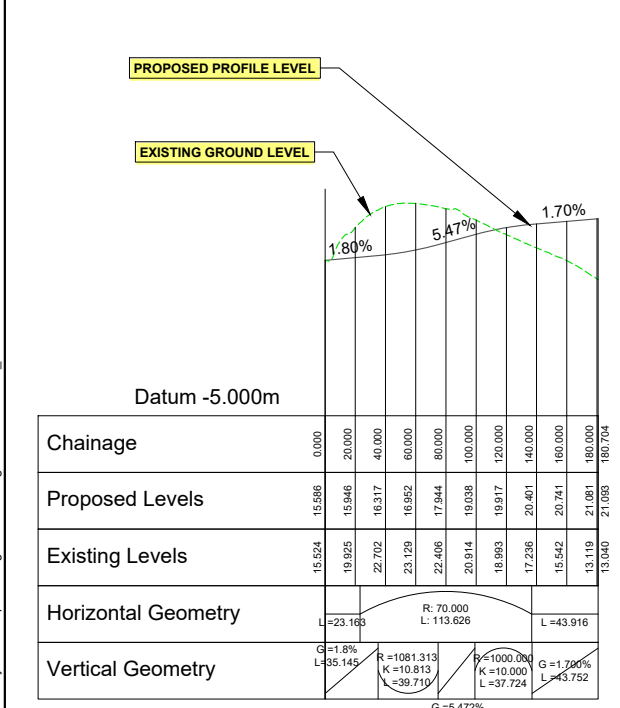 PROPOSED PROFILE LEVEL
EXISTING GROUND LEVEL
1.80%
5.47%
1.70%
Datum -5.000m
Chainage 0.000 20.000 40.000 60.000 80.000 100.000 120.000 140.000 160.000 180.000 180.704
Proposed Levels 15.586 15.946 16.317 16.952 17.944 19.038 19.917 20.401 20.741 21.081 21.093
Existing Levels 15.524 19.925 22.702 23.129 22.406 20.914 18.993 17.236 15.542 13.119 13.040
Horizontal Geometry
L =23.163
R: 70.000
L: 113.626
L =43.916
Vertical Geometry
G =1.8%
L=35.145
R =1081.313
K =10.813
L =39.710
R =1000.000
K =10.000
L =37.724
G =1.700%
L =43.752
G =5.472%